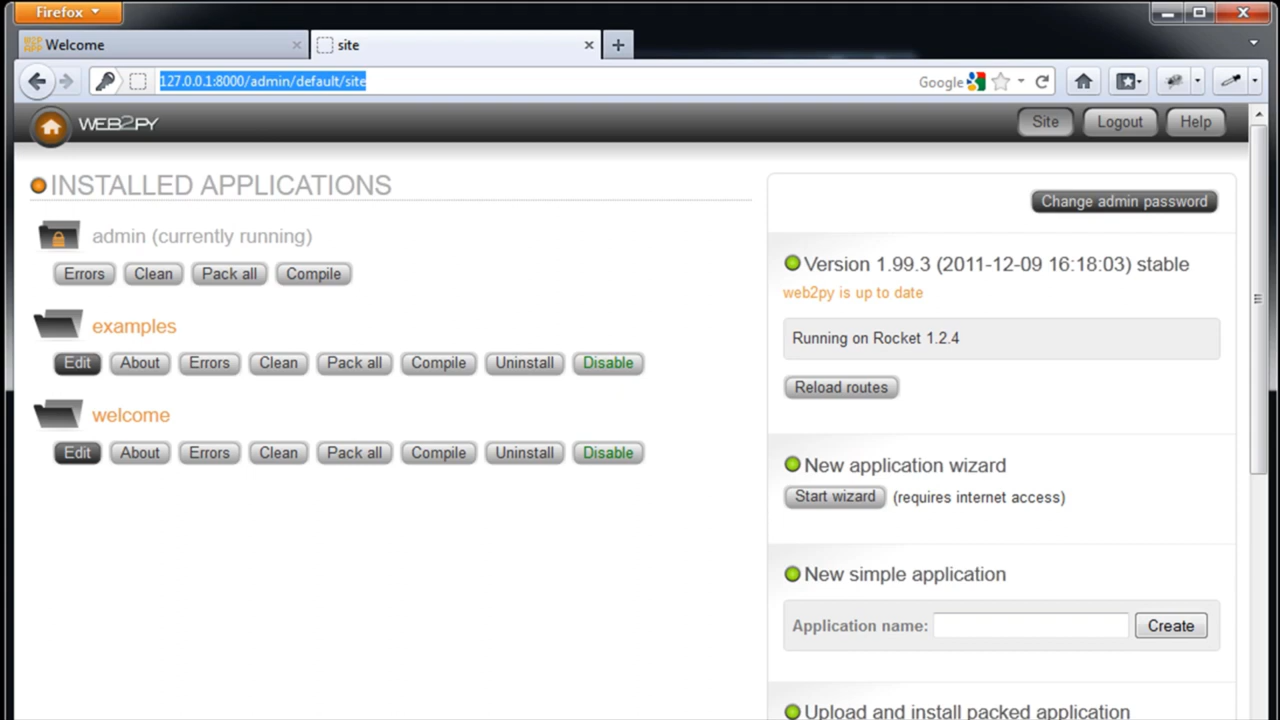 Firefox
Welcome
site
127.0.0.1:8000/admin/default/site
Google
WEB2PY
Site Logout Help
INSTALLED APPLICATIONS
admin (currently running)
Errors Clean Pack all Compile
examples
Edit About Errors Clean Pack all Compile Uninstall Disable
welcome
Edit About Errors Clean Pack all Compile Uninstall Disable
Change admin password
Version 1.99.3 (2011-12-09 16:18:03) stable
web2py is up to date
Running on Rocket 1.2.4
Reload routes
New application wizard
Start wizard (requires internet access)
New simple application
Application name: Create
Upload and install packed application